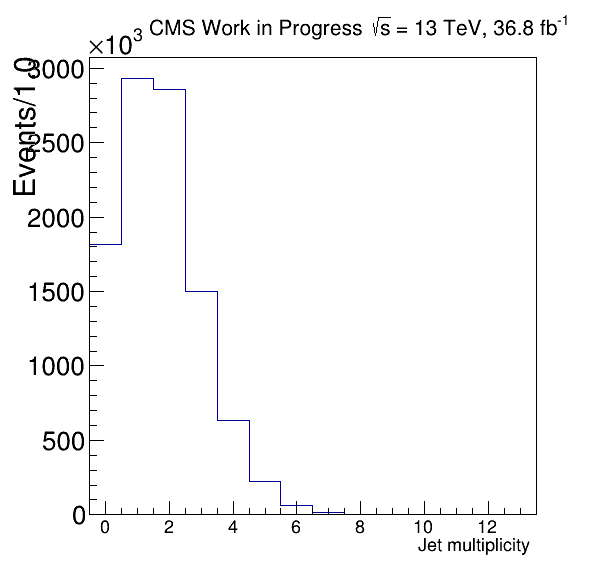 ×10³ CMS Work in Progress √s = 13 TeV, 36.8 fb⁻¹
Events/1.0
3000
2500
2000
1500
1000
500
0
0 2 4 6 8 10 12
Jet multiplicity